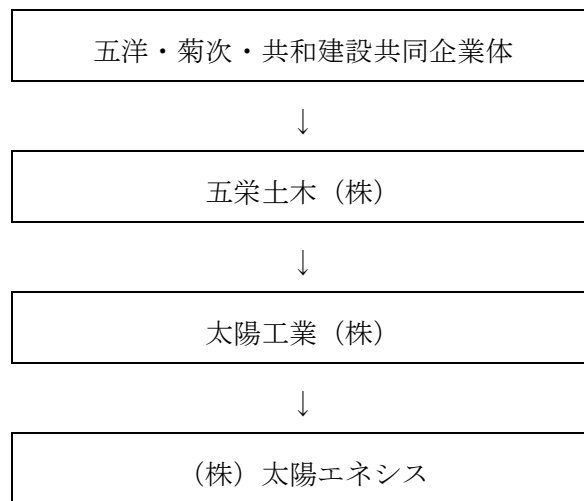 五洋・菊次・共和建設共同企業体
↓
五栄土木（株）
↓
太陽工業（株）
↓
（株）太陽エネシス